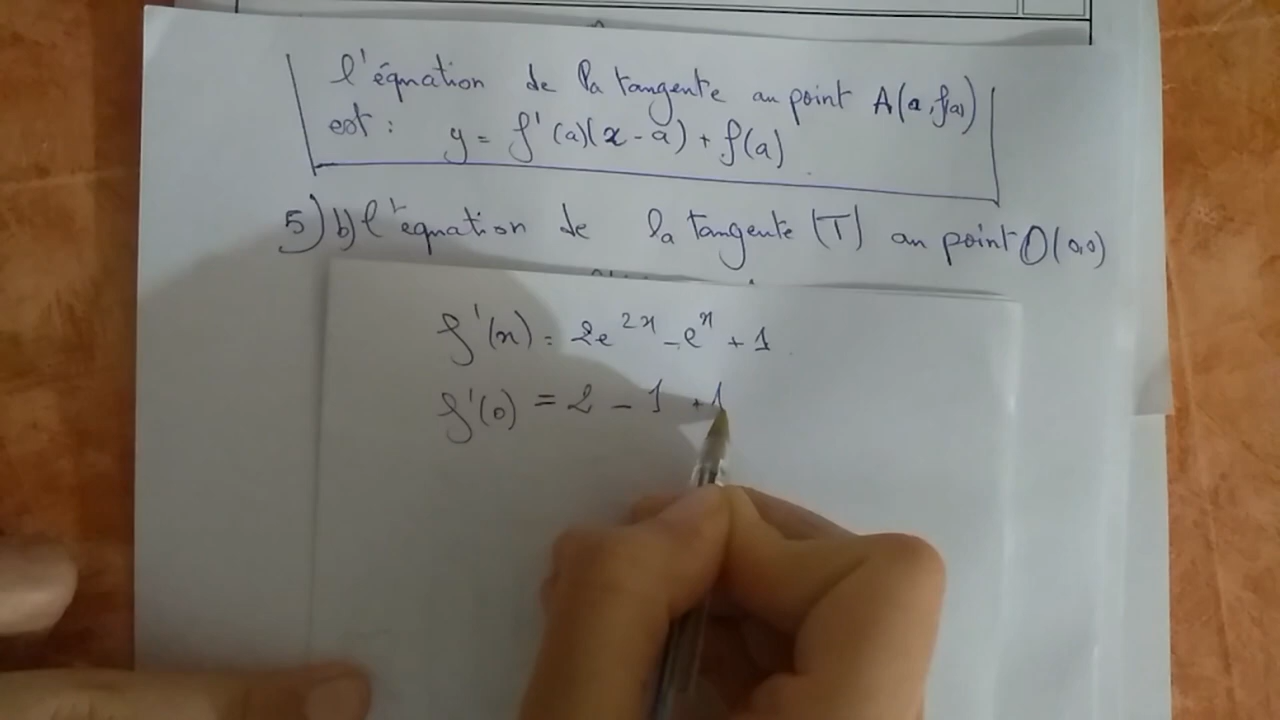 l'équation de la tangente au point A(a,f(a))
est : y = f'(a)(x-a) + f(a)
5) b) l'équation de la tangente (T) au point O(0,0)
f'(x) = 2e^{2x} - e^x + 1
f'(0) = 2 - 1 + 1